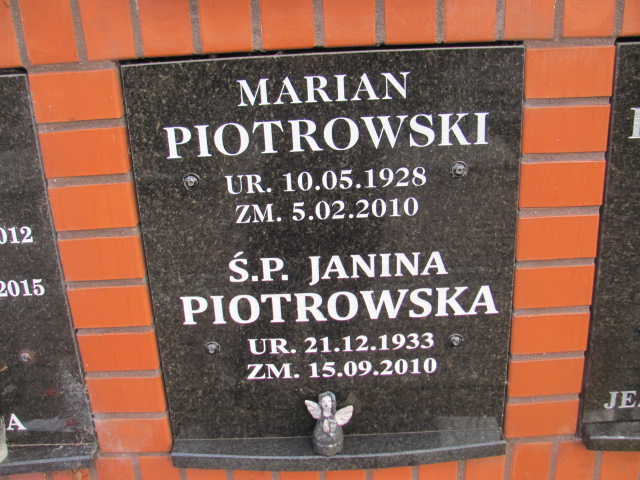 MARIAN
PIOTROWSKI
UR. 10.05.1928
ZM. 5.02.2010
Ś.P. JANINA
PIOTROWSKA
UR. 21.12.1933
ZM. 15.09.2010
2015